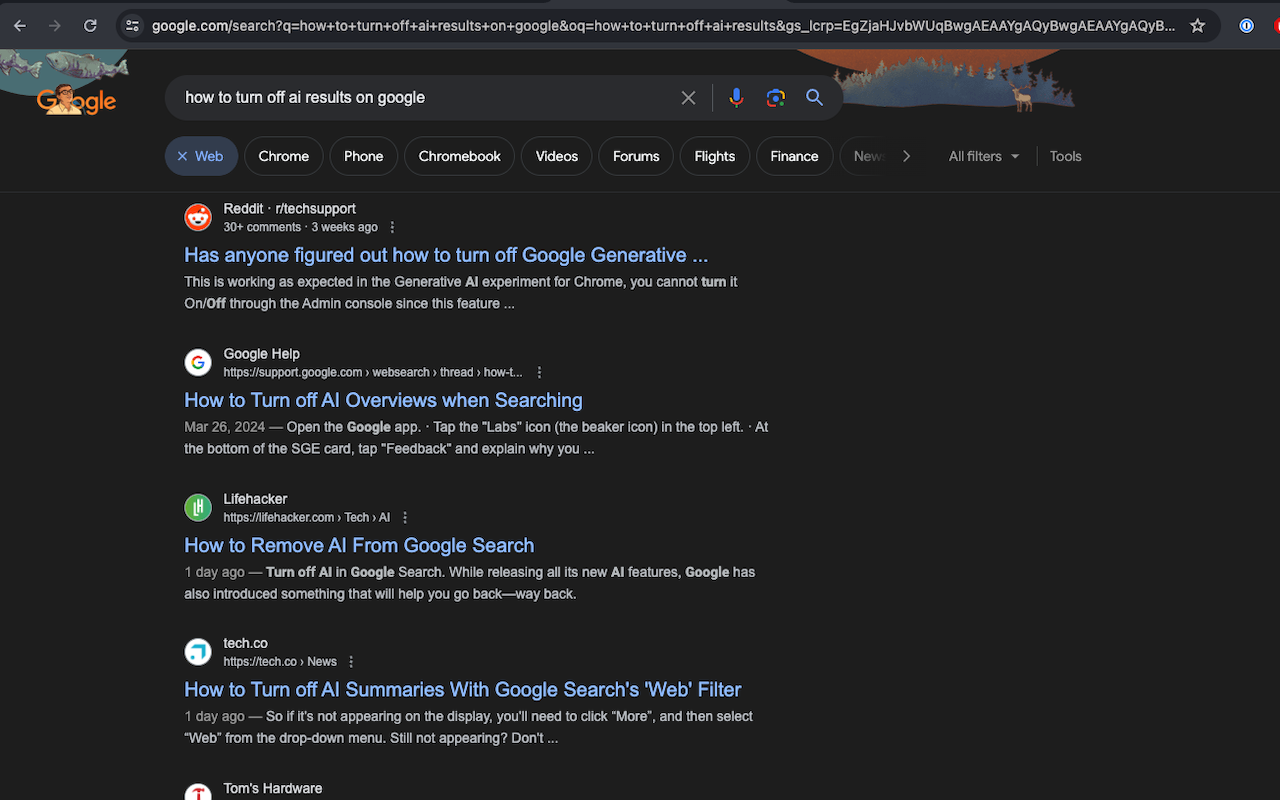 google.com/search?q=how+to+turn+off+ai+results+on+google&oq=how+to+turn+off+ai+results&gs_lcrp=EgZjaHJvbWUqBwgAEAAYgAQyBwgAEAAYgAQyB...
Google
how to turn off ai results on google
Web
Chrome
Phone
Chromebook
Videos
Forums
Flights
Finance
News
All filters
Tools
Reddit · r/techsupport
30+ comments · 3 weeks ago
Has anyone figured out how to turn off Google Generative ...
This is working as expected in the Generative AI experiment for Chrome, you cannot turn it
On/Off through the Admin console since this feature ...
Google Help
https://support.google.com › websearch › thread › how-t...
How to Turn off AI Overviews when Searching
Mar 26, 2024 — Open the Google app. · Tap the "Labs" icon (the beaker icon) in the top left. · At
the bottom of the SGE card, tap "Feedback" and explain why you ...
Lifehacker
https://lifehacker.com › Tech › AI
How to Remove AI From Google Search
1 day ago — Turn off AI in Google Search. While releasing all its new AI features, Google has
also introduced something that will help you go back—way back.
tech.co
https://tech.co › News
How to Turn off AI Summaries With Google Search's 'Web' Filter
1 day ago — So if it's not appearing on the display, you'll need to click “More”, and then select
“Web” from the drop-down menu. Still not appearing? Don't ...
Tom's Hardware